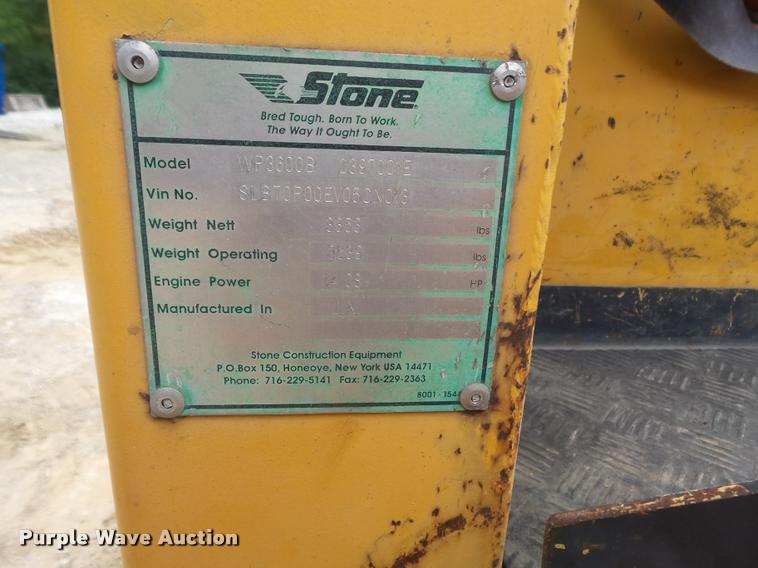 Stone
Bred Tough. Born To Work.
The Way It Ought To Be.
Model WP3600B
Vin No.
Weight Nett lbs
Weight Operating lbs
Engine Power HP
Manufactured In
Stone Construction Equipment
P.O.Box 150, Honeoye, New York USA 14471
Phone: 716-229-5141 Fax: 716-229-2363
Purple Wave Auction